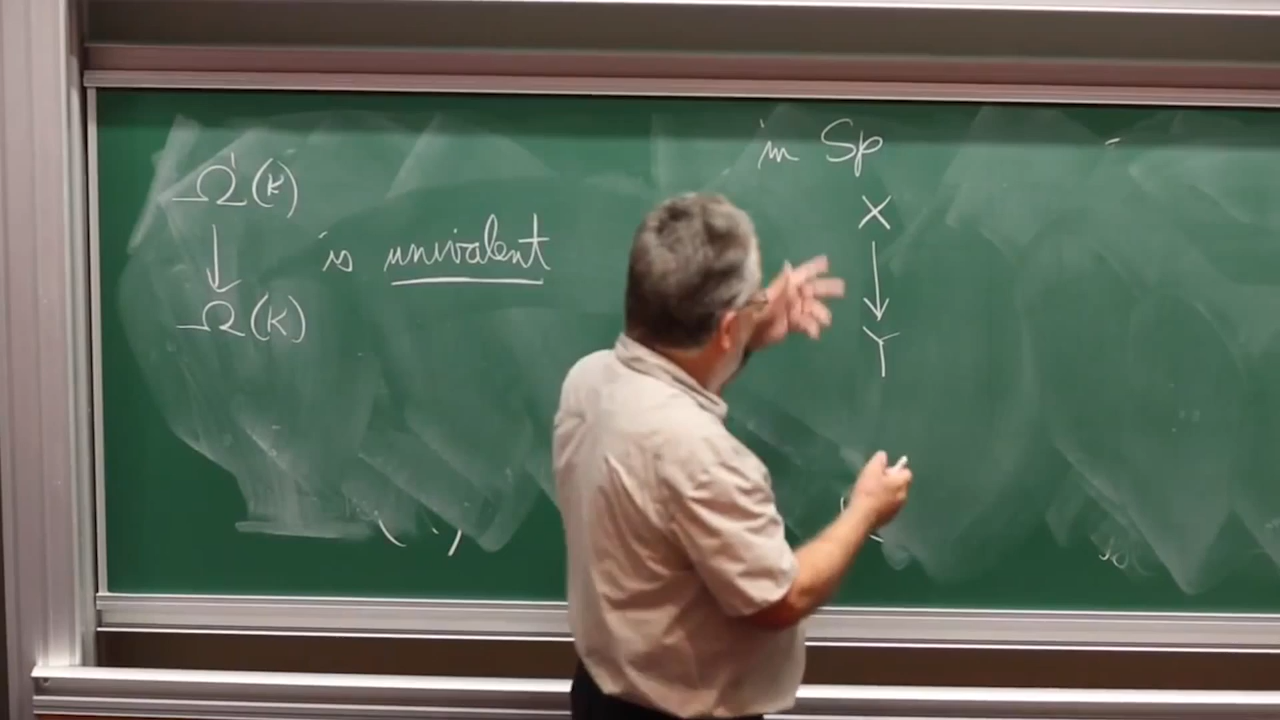 Ω'(κ)
↓
Ω(κ)
is univalent
in Sp
X
↓
Y